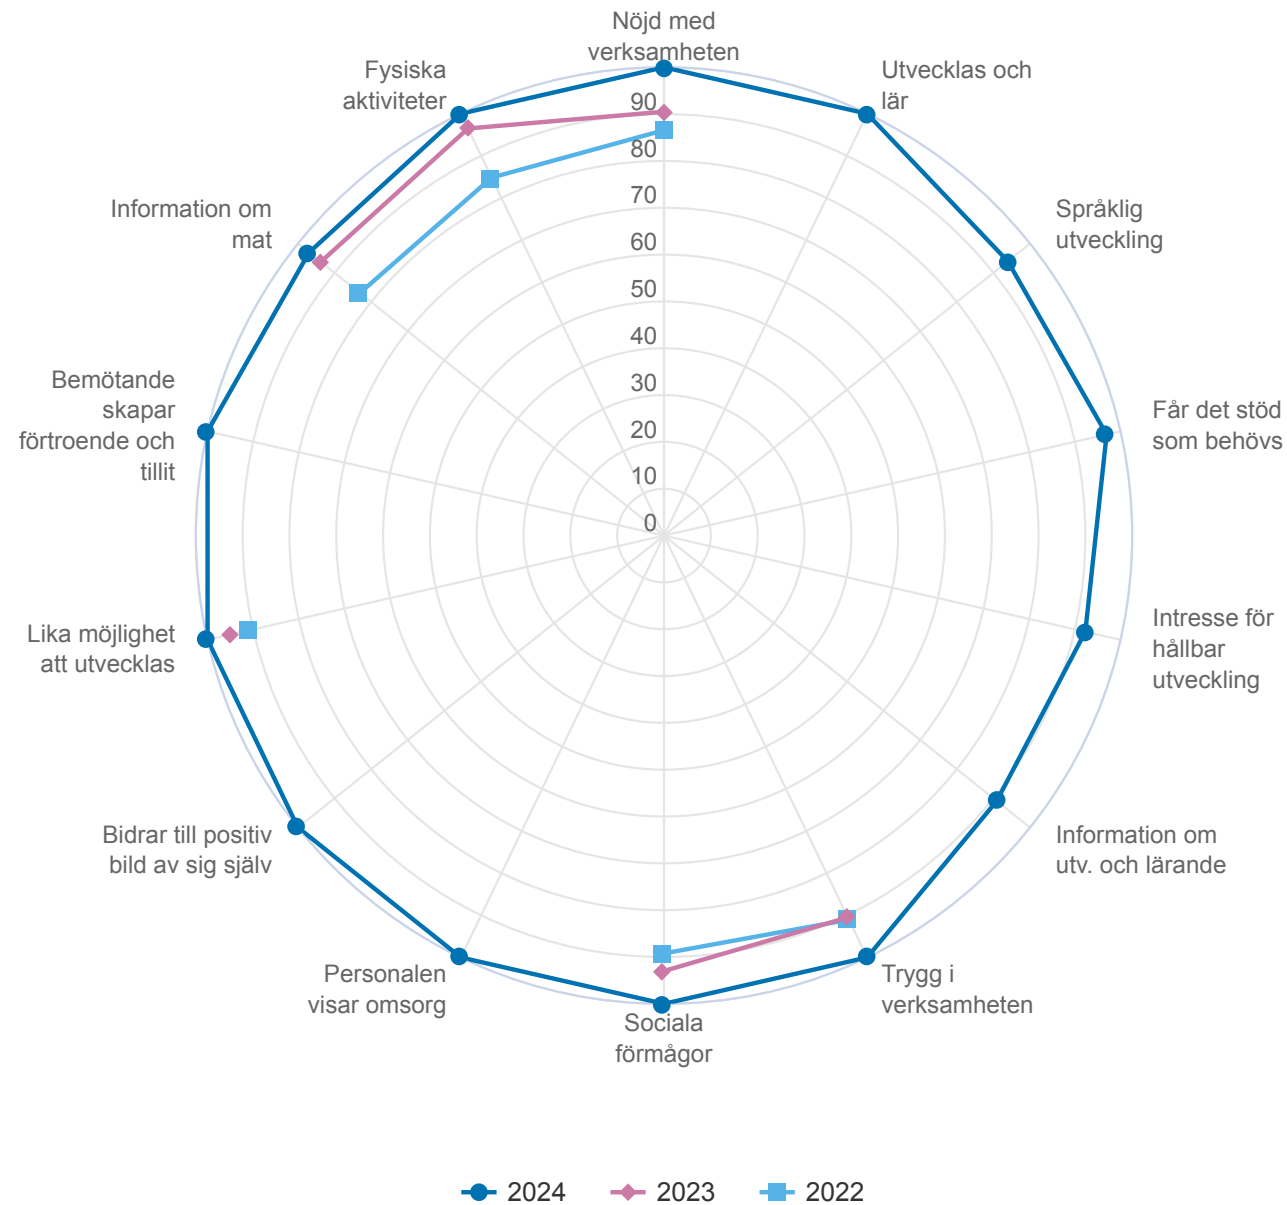 Nöjd med
verksamheten
Utvecklas och
lär
Språklig
utveckling
Får det stöd
som behövs
Intresse för
hållbar
utveckling
Information om
utv. och lärande
Trygg i
verksamheten
Sociala
förmågor
Personalen
visar omsorg
Bidrar till positiv
bild av sig själv
Lika möjlighet
att utvecklas
Bemötande
skapar
förtroende och
tillit
Information om
mat
Fysiska
aktiviteter
90
80
70
60
50
40
30
20
10
0
2024
2023
2022